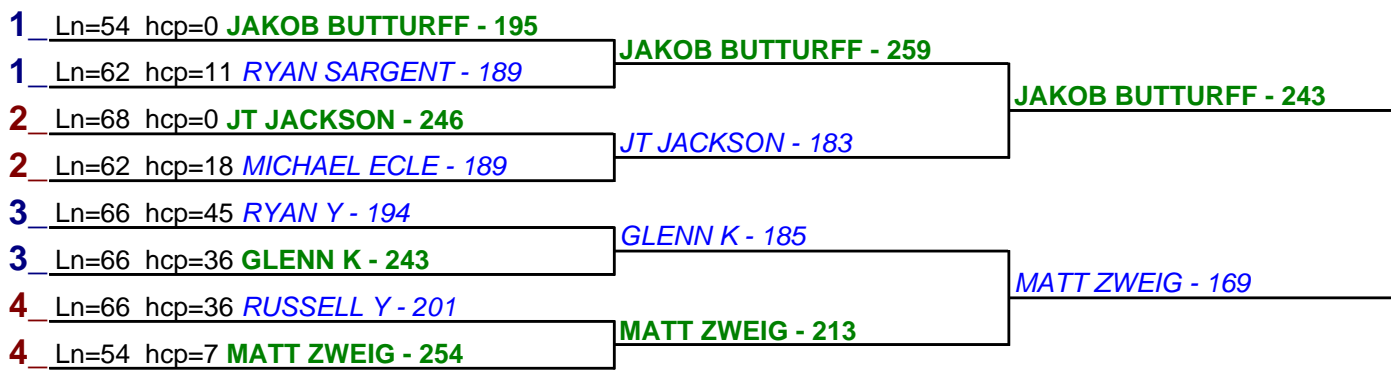 1_ Ln=54 hcp=0 JAKOB BUTTURFF - 195
JAKOB BUTTURFF - 259
1_ Ln=62 hcp=11 RYAN SARGENT - 189
JAKOB BUTTURFF - 243
2_ Ln=68 hcp=0 JT JACKSON - 246
JT JACKSON - 183
2_ Ln=62 hcp=18 MICHAEL ECLE - 189
3_ Ln=66 hcp=45 RYAN Y - 194
GLENN K - 185
3_ Ln=66 hcp=36 GLENN K - 243
MATT ZWEIG - 169
4_ Ln=66 hcp=36 RUSSELL Y - 201
MATT ZWEIG - 213
4_ Ln=54 hcp=7 MATT ZWEIG - 254